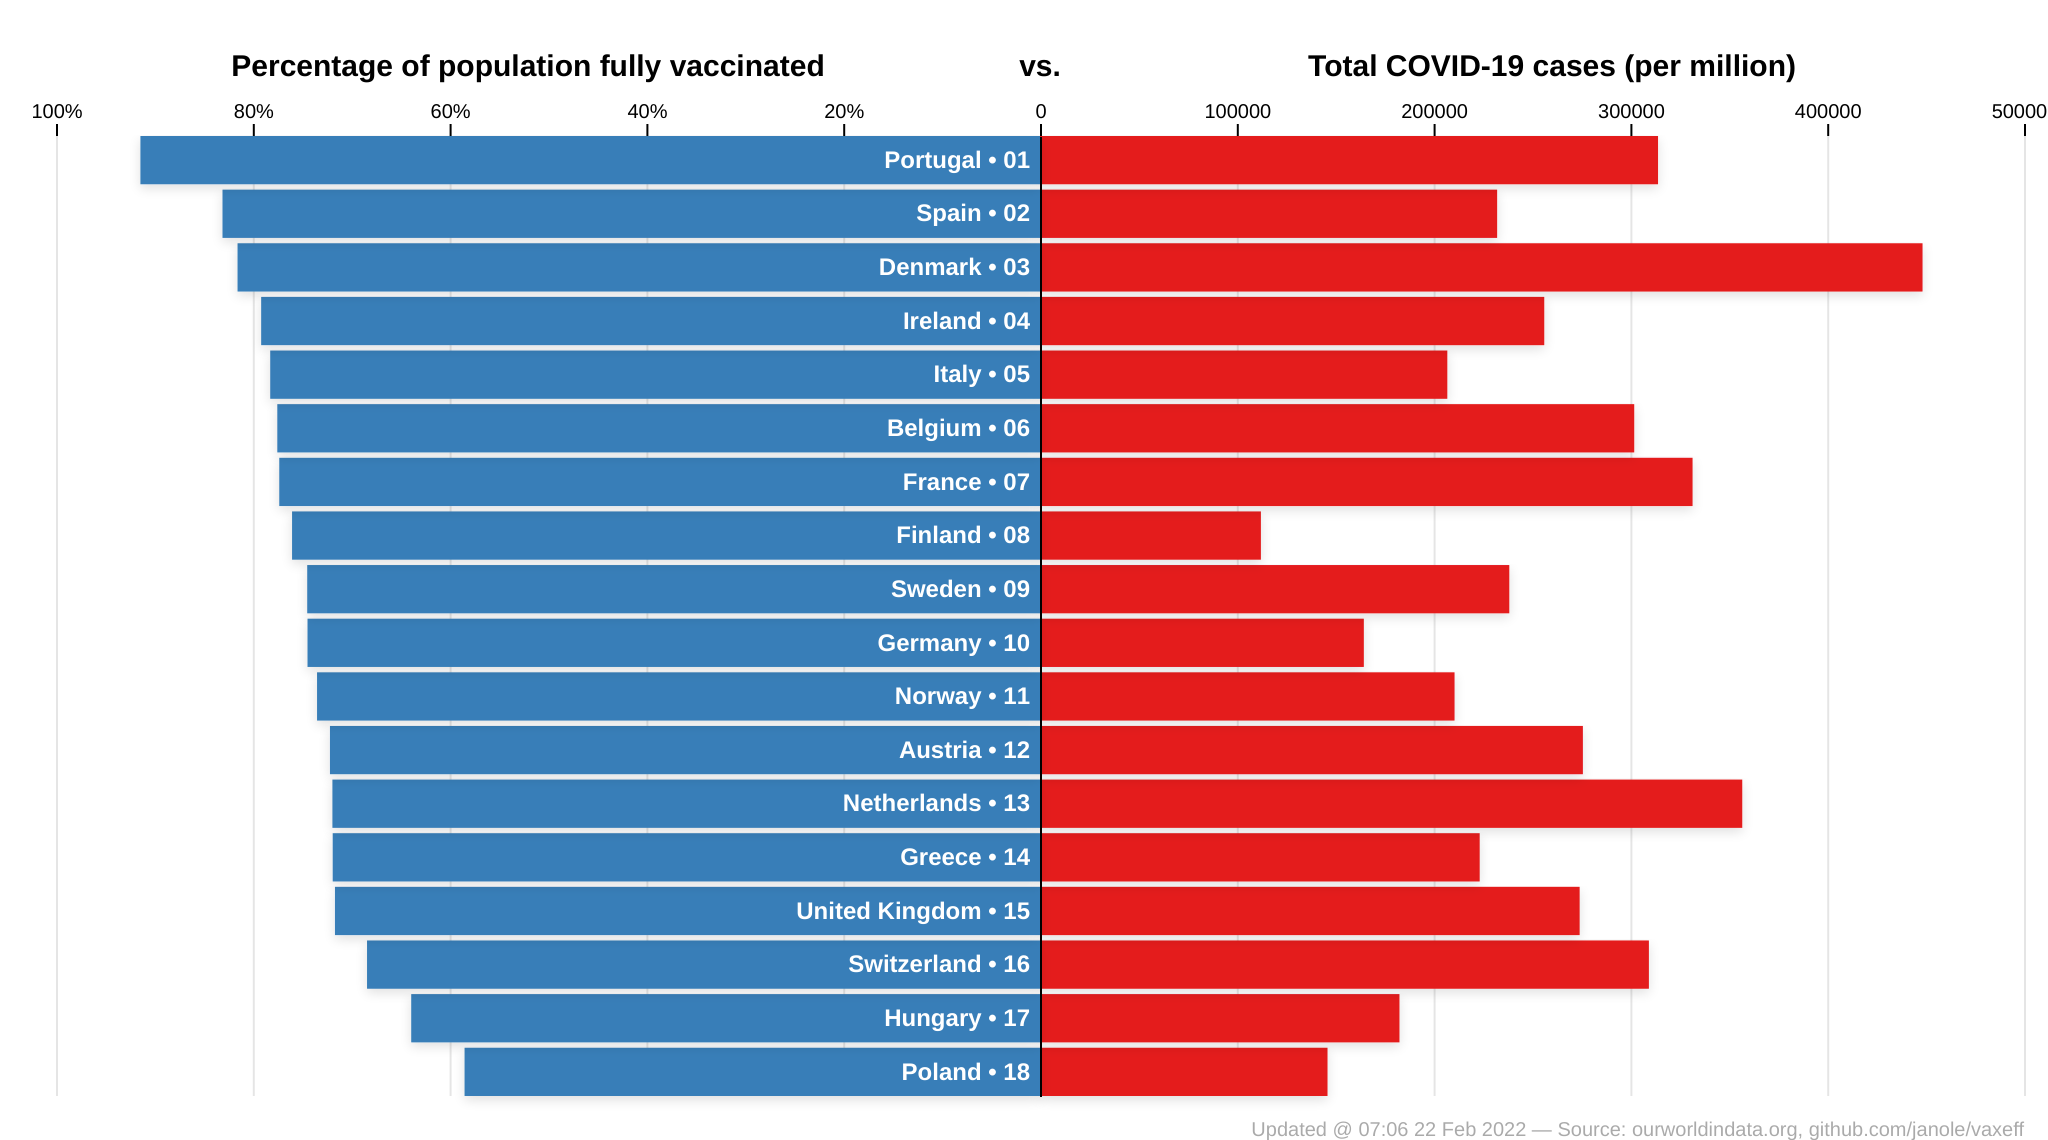 Percentage of population fully vaccinated vs. Total COVID-19 cases (per million)
100% 80% 60% 40% 20% 0 100000 200000 300000 400000 50000
Portugal • 01
Spain • 02
Denmark • 03
Ireland • 04
Italy • 05
Belgium • 06
France • 07
Finland • 08
Sweden • 09
Germany • 10
Norway • 11
Austria • 12
Netherlands • 13
Greece • 14
United Kingdom • 15
Switzerland • 16
Hungary • 17
Poland • 18
Updated @ 07:06 22 Feb 2022 — Source: ourworldindata.org, github.com/janole/vaxeff